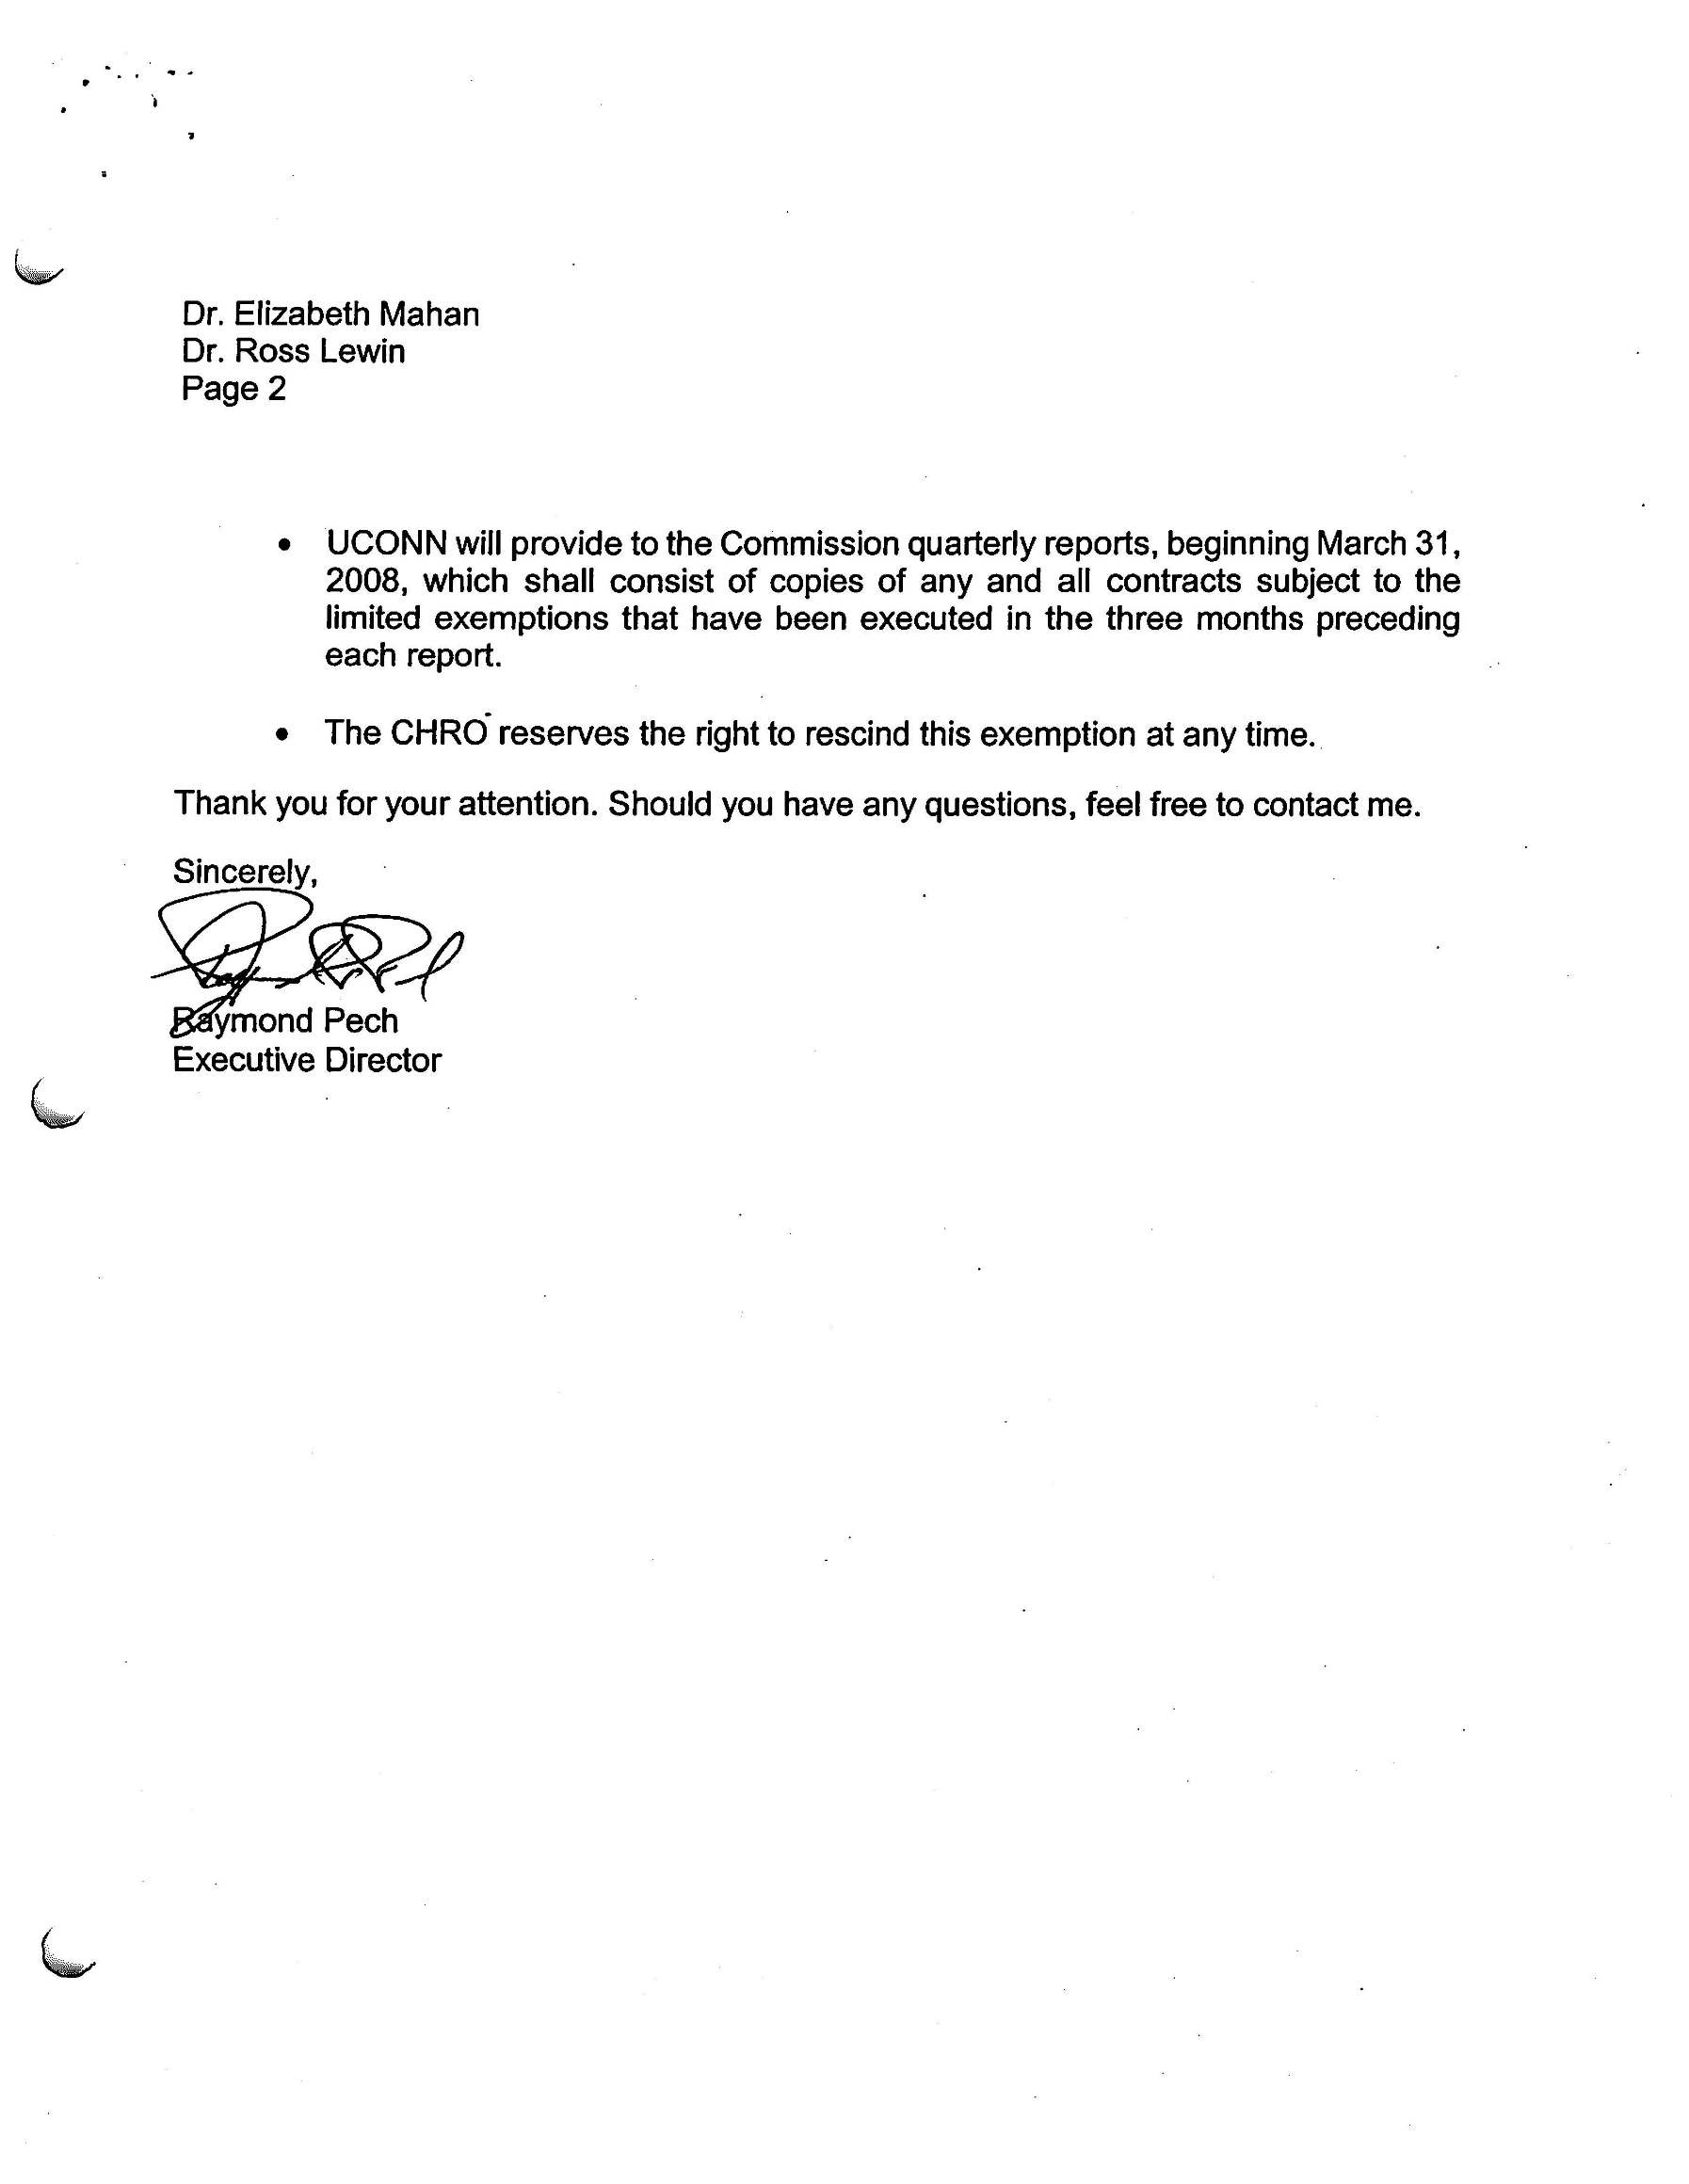 Dr. Elizabeth Mahan
Dr. Ross Lewin
Page 2
• UCONN will provide to the Commission quarterly reports, beginning March 31,
2008, which shall consist of copies of any and all contracts subject to the
limited exemptions that have been executed in the three months preceding
each report.
• The CHRO reserves the right to rescind this exemption at any time.
Thank you for your attention. Should you have any questions, feel free to contact me.
Sincerely,
Raymond Pech
Executive Director